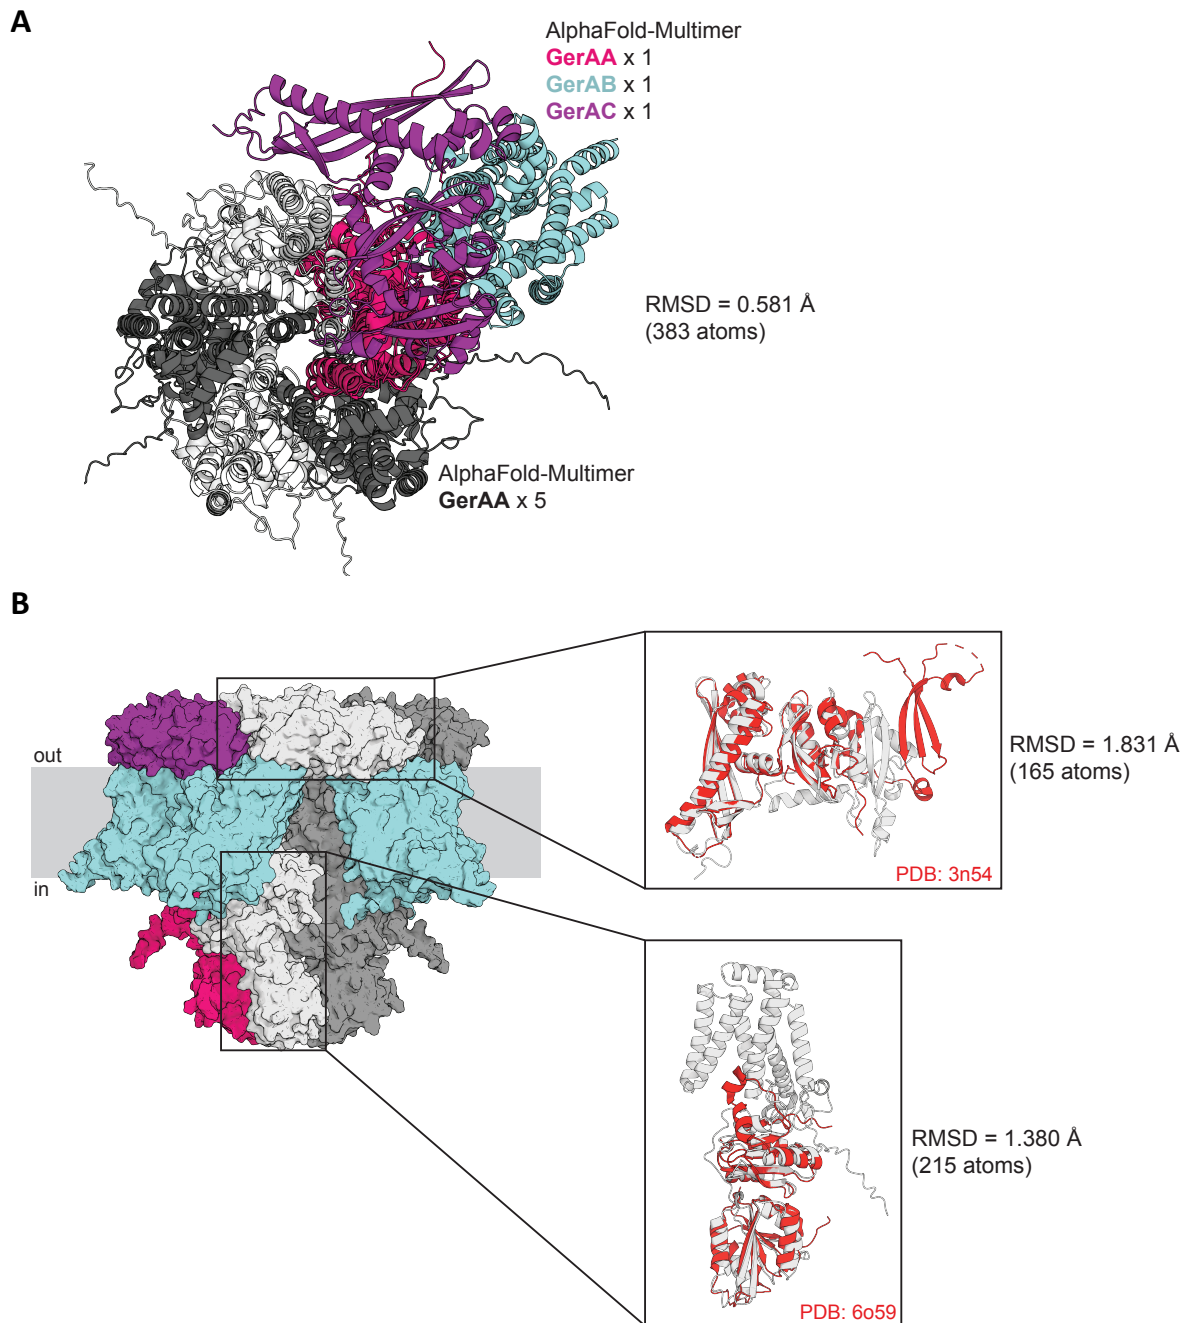 A
AlphaFold-Multimer
GerAA x 1
GerAB x 1
GerAC x 1
RMSD = 0.581 Å
(383 atoms)
AlphaFold-Multimer
GerAA x 5
B
out
in
RMSD = 1.831 Å
(165 atoms)
PDB: 3n54
RMSD = 1.380 Å
(215 atoms)
PDB: 6o59